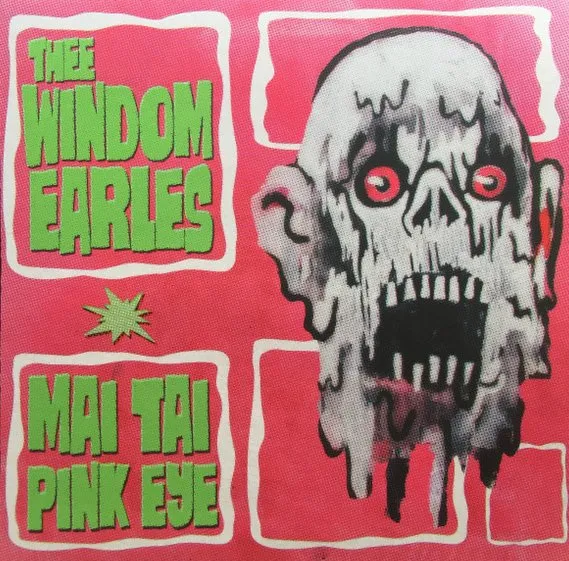 THEE
WINDOM
EARLES
MAI TAI
PINK EYE